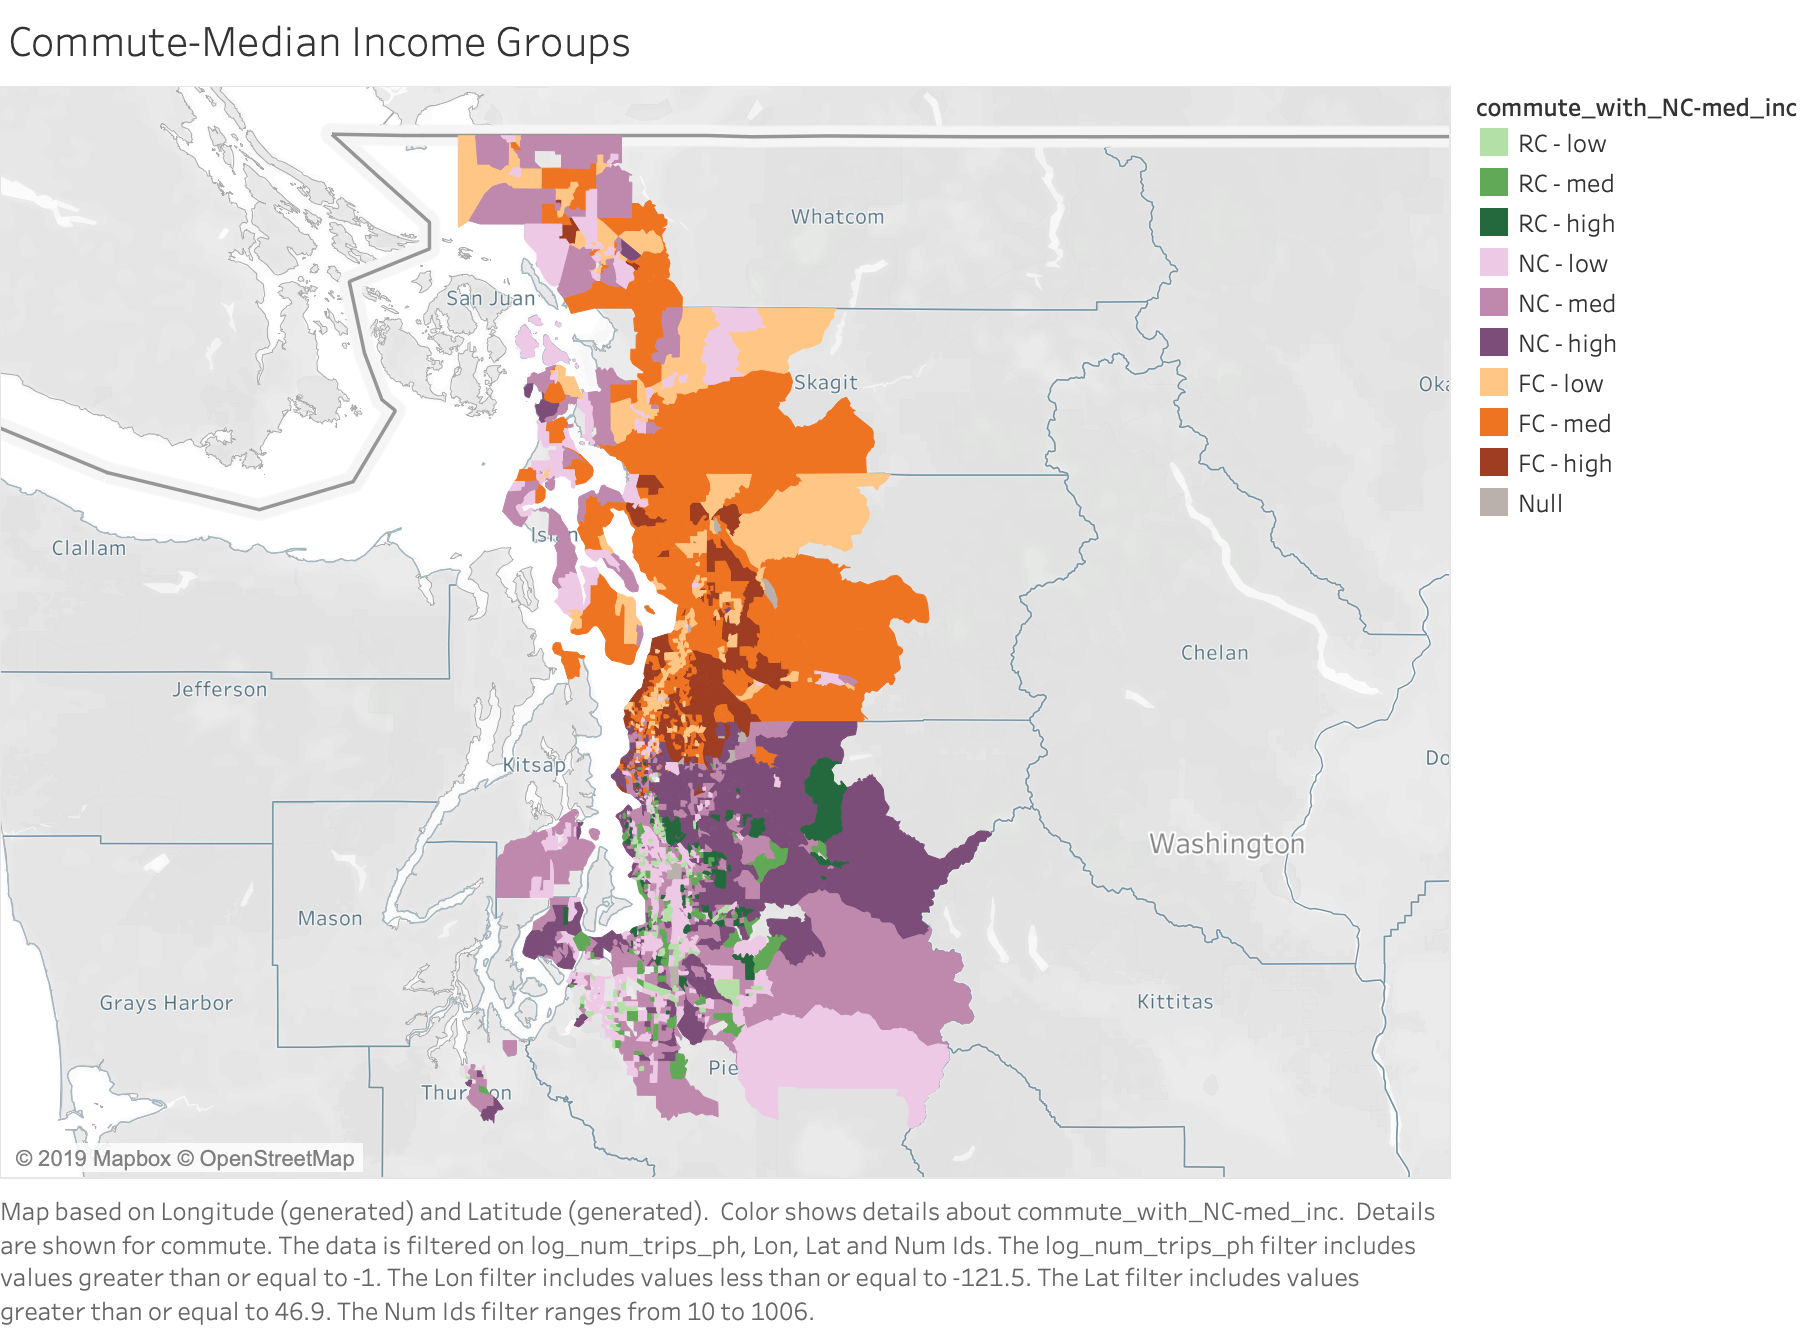 Commute-Median Income Groups
commute_with_NC-med_inc
RC - low
RC - med
RC - high
NC - low
NC - med
NC - high
FC - low
FC - med
FC - high
Null
Whatcom
San Juan
Skagit
Oka
Clallam
Chelan
Jefferson
Kitsap
Do
Washington
Mason
Grays Harbor
Kittitas
Pie
© 2019 Mapbox © OpenStreetMap
Map based on Longitude (generated) and Latitude (generated).  Color shows details about commute_with_NC-med_inc.  Details
are shown for commute. The data is filtered on log_num_trips_ph, Lon, Lat and Num Ids. The log_num_trips_ph filter includes
values greater than or equal to -1. The Lon filter includes values less than or equal to -121.5. The Lat filter includes values
greater than or equal to 46.9. The Num Ids filter ranges from 10 to 1006.